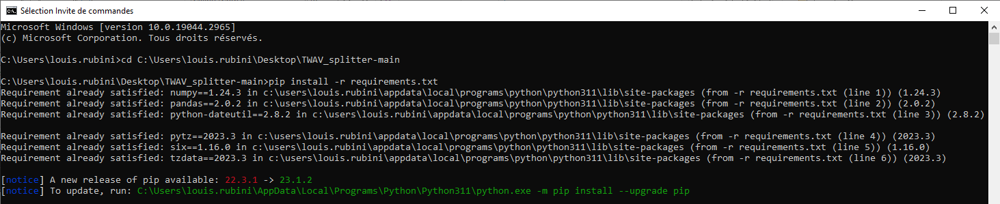 Sélection Invite de commandes
Microsoft Windows [version 10.0.19044.2965]
(c) Microsoft Corporation. Tous droits réservés.
C:\Users\louis.rubini>cd C:\Users\louis.rubini\Desktop\TWAV_splitter-main
C:\Users\louis.rubini\Desktop\TWAV_splitter-main>pip install -r requirements.txt
Requirement already satisfied: numpy==1.24.3 in c:\users\louis.rubini\appdata\local\programs\python\python311\lib\site-packages (from -r requirements.txt (line 1)) (1.24.3)
Requirement already satisfied: pandas==2.0.2 in c:\users\louis.rubini\appdata\local\programs\python\python311\lib\site-packages (from -r requirements.txt (line 2)) (2.0.2)
Requirement already satisfied: python-dateutil==2.8.2 in c:\users\louis.rubini\appdata\local\programs\python\python311\lib\site-packages (from -r requirements.txt (line 3)) (2.8.2)
Requirement already satisfied: pytz==2023.3 in c:\users\louis.rubini\appdata\local\programs\python\python311\lib\site-packages (from -r requirements.txt (line 4)) (2023.3)
Requirement already satisfied: six==1.16.0 in c:\users\louis.rubini\appdata\local\programs\python\python311\lib\site-packages (from -r requirements.txt (line 5)) (1.16.0)
Requirement already satisfied: tzdata==2023.3 in c:\users\louis.rubini\appdata\local\programs\python\python311\lib\site-packages (from -r requirements.txt (line 6)) (2023.3)
[notice] A new release of pip available: 22.3.1 -> 23.1.2
[notice] To update, run: C:\Users\louis.rubini\AppData\Local\Programs\Python\Python311\python.exe -m pip install --upgrade pip